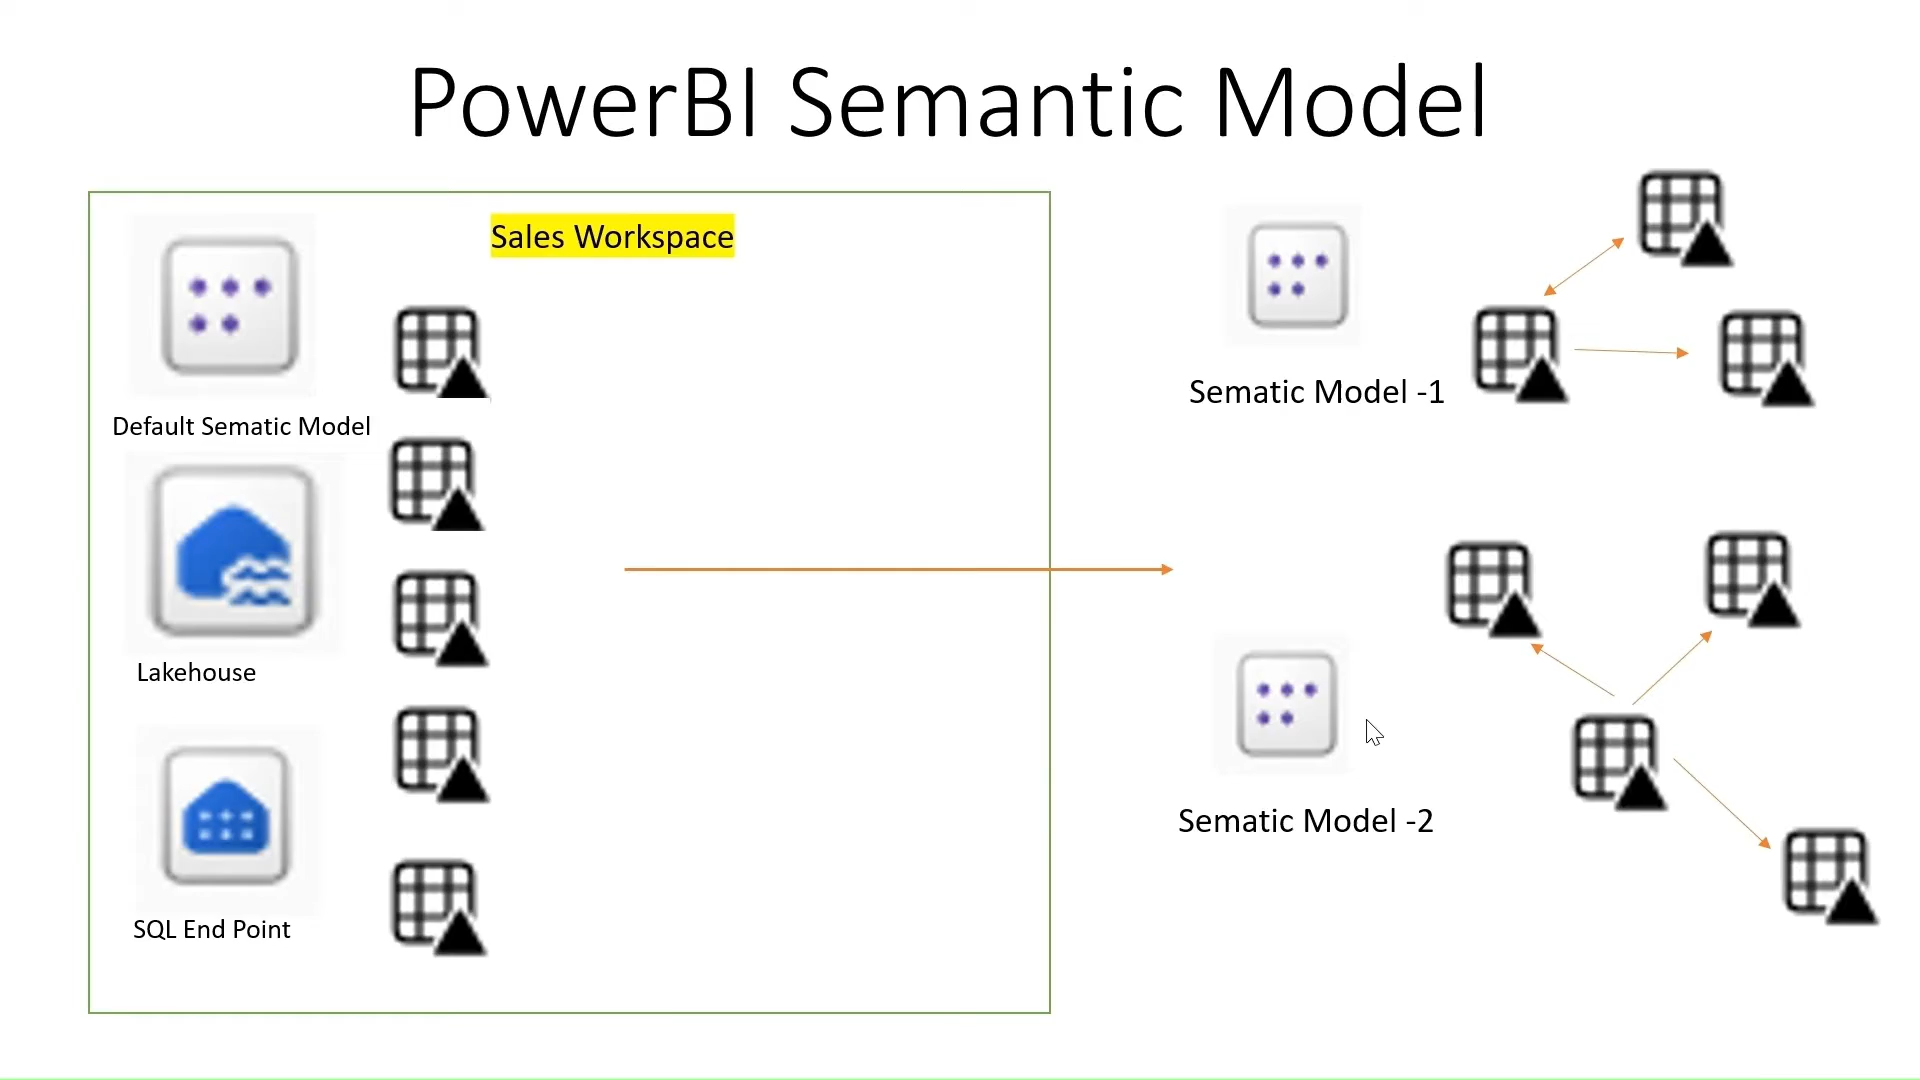 PowerBI Semantic Model
Sales Workspace
Default Sematic Model
Lakehouse
SQL End Point
Sematic Model -1
Sematic Model -2